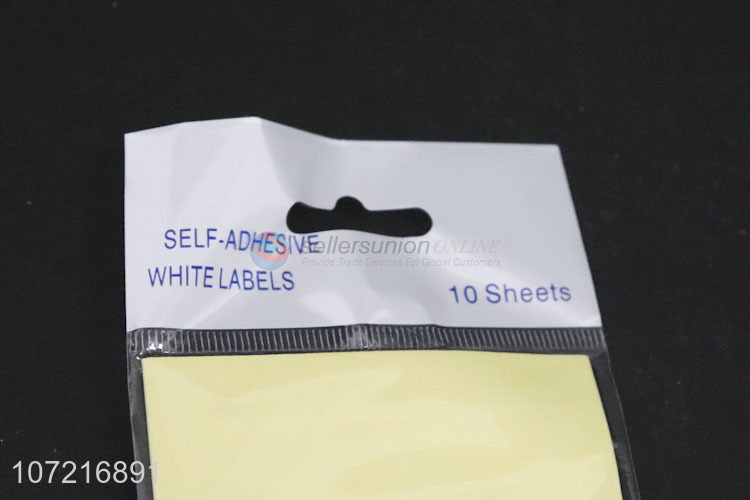 SELF-ADHESIVE
WHITE LABELS
sellersunion ONLINE
Provide Trade Services For Global Customers
10 Sheets
107216891